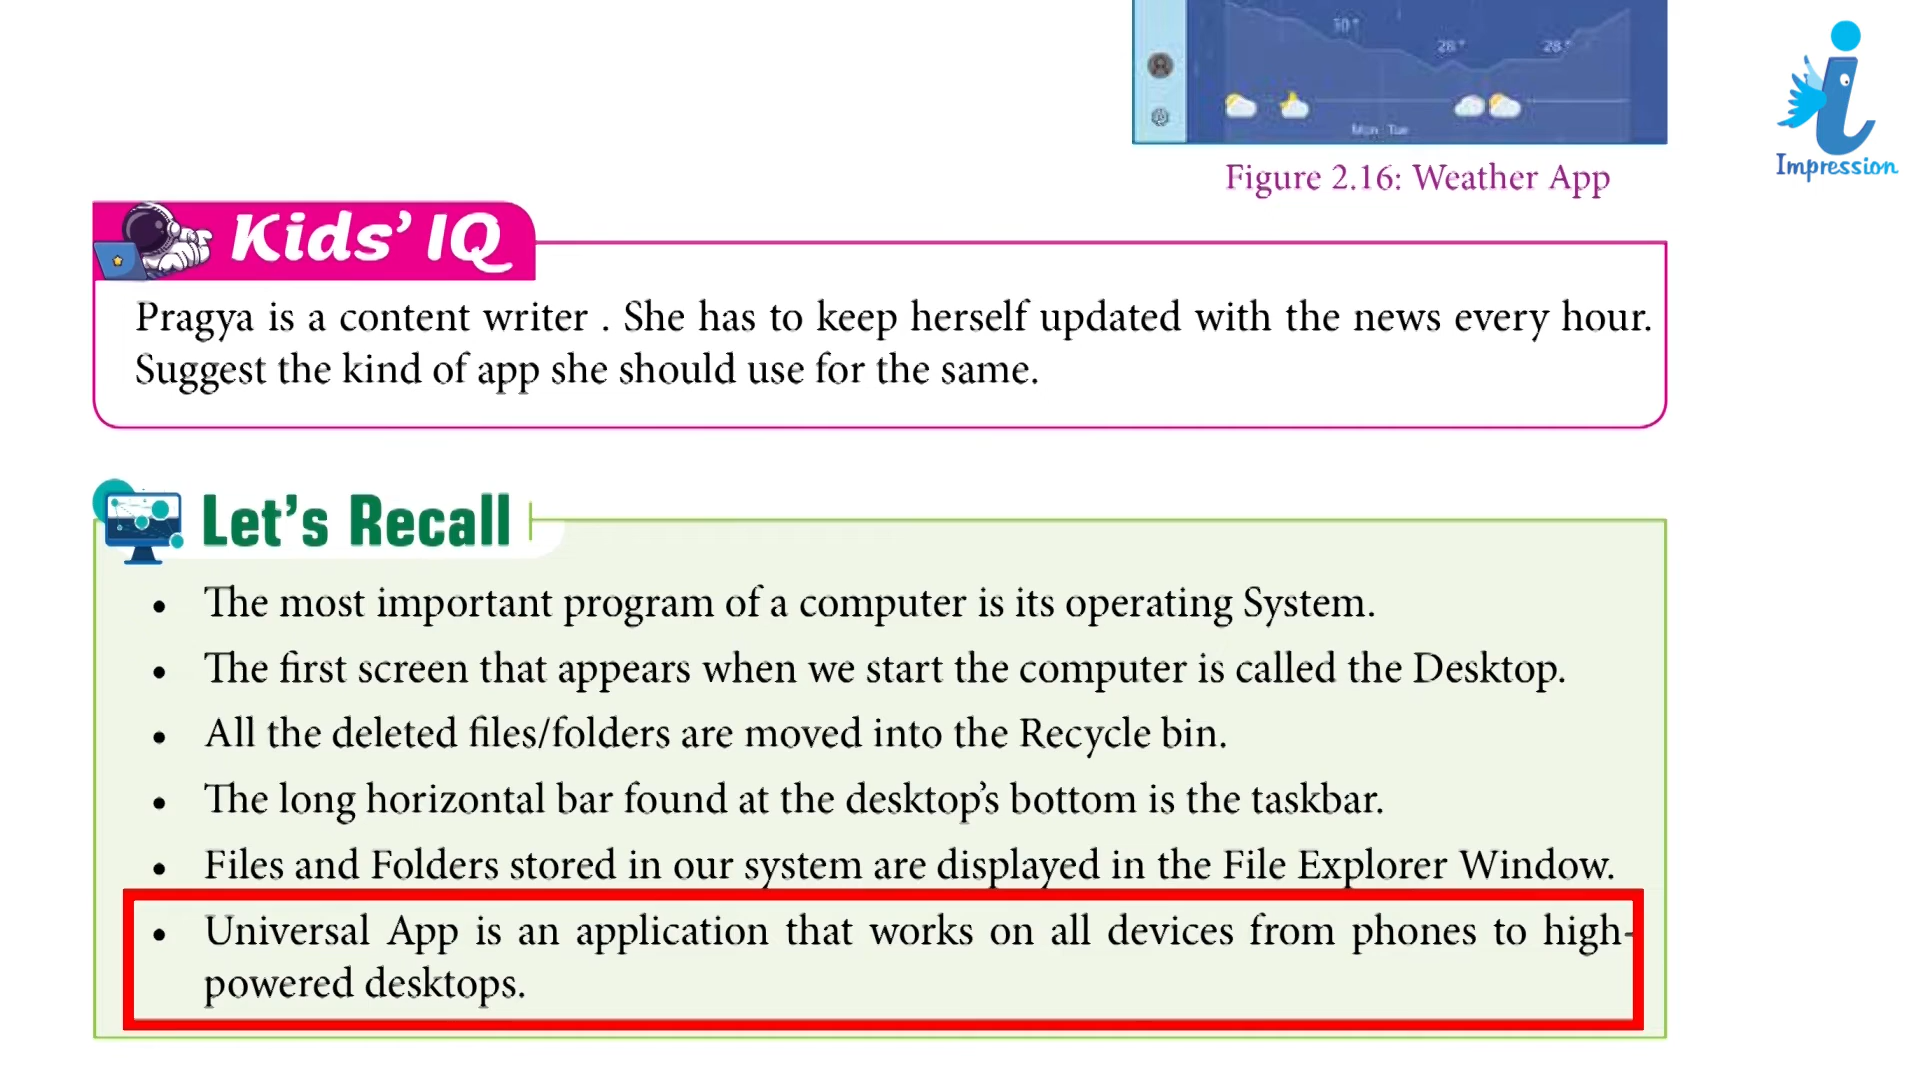 30°
28°
28°
Mon Tue
Impression
Figure 2.16: Weather App
Kids' IQ
Pragya is a content writer . She has to keep herself updated with the news every hour.
Suggest the kind of app she should use for the same.
Let's Recall
• The most important program of a computer is its operating System.
• The first screen that appears when we start the computer is called the Desktop.
• All the deleted files/folders are moved into the Recycle bin.
• The long horizontal bar found at the desktop's bottom is the taskbar.
• Files and Folders stored in our system are displayed in the File Explorer Window.
• Universal App is an application that works on all devices from phones to high-
powered desktops.